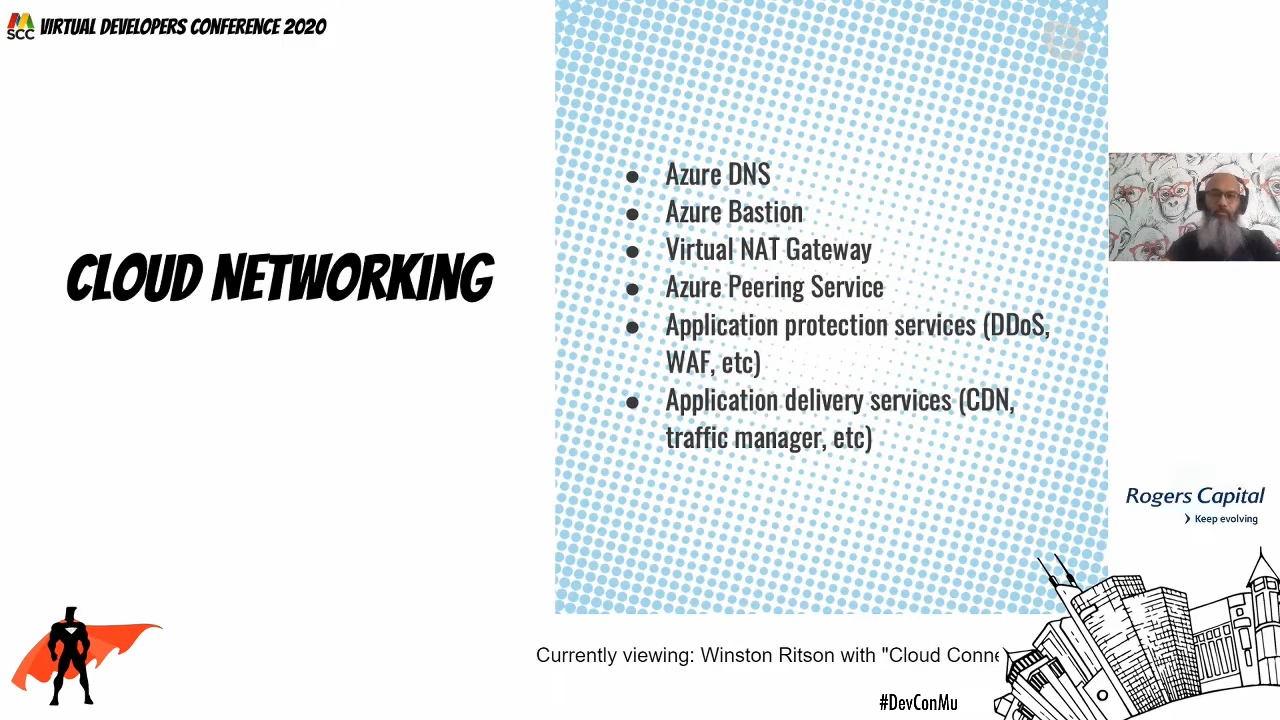 SCC VIRTUAL DEVELOPERS CONFERENCE 2020
CLOUD NETWORKING
● Azure DNS
● Azure Bastion
● Virtual NAT Gateway
● Azure Peering Service
● Application protection services (DDoS,
WAF, etc)
● Application delivery services (CDN,
traffic manager, etc)
Rogers Capital
Keep evolving
Currently viewing: Winston Ritson with "Cloud Conne
#DevConMu